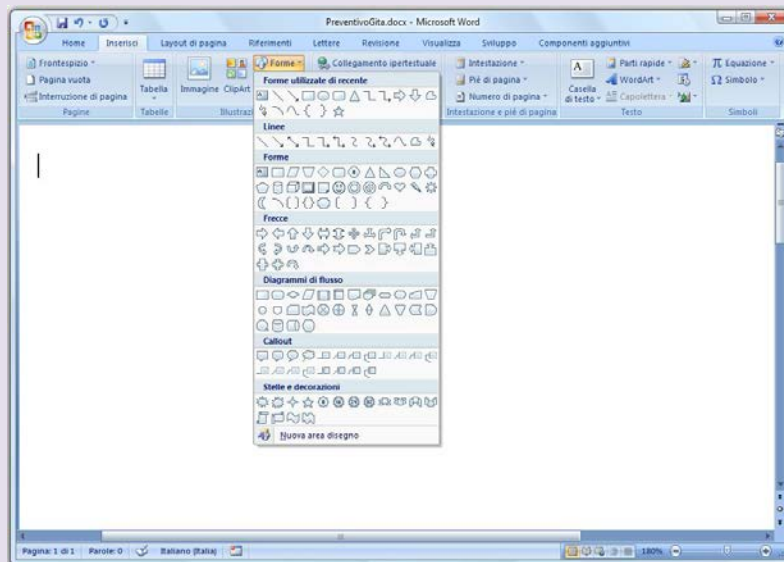 PreventivoGita.docx - Microsoft Word
Home Inserisci Layout di pagina Riferimenti Lettere Revisione Visualizza Sviluppo Componenti aggiuntivi
Frontespizio
Pagina vuota
Interruzione di pagina
Pagine
Tabella
Tabelle
Immagine ClipArt
Illustrazi
Forme
Collegamento ipertestuale
Intestazione
Piè di pagina
Numero di pagina
Intestazione e piè di pagina
Casella di testo
Parti rapide
WordArt
Capolettera
Testo
Equazione
Simbolo
Simboli
Forme utilizzate di recente
Linee
Forme
Frecce
Diagrammi di flusso
Callout
Stelle e decorazioni
Nuova area disegno
Pagina: 1 di 1 Parole: 0 Italiano (Italia) 180%